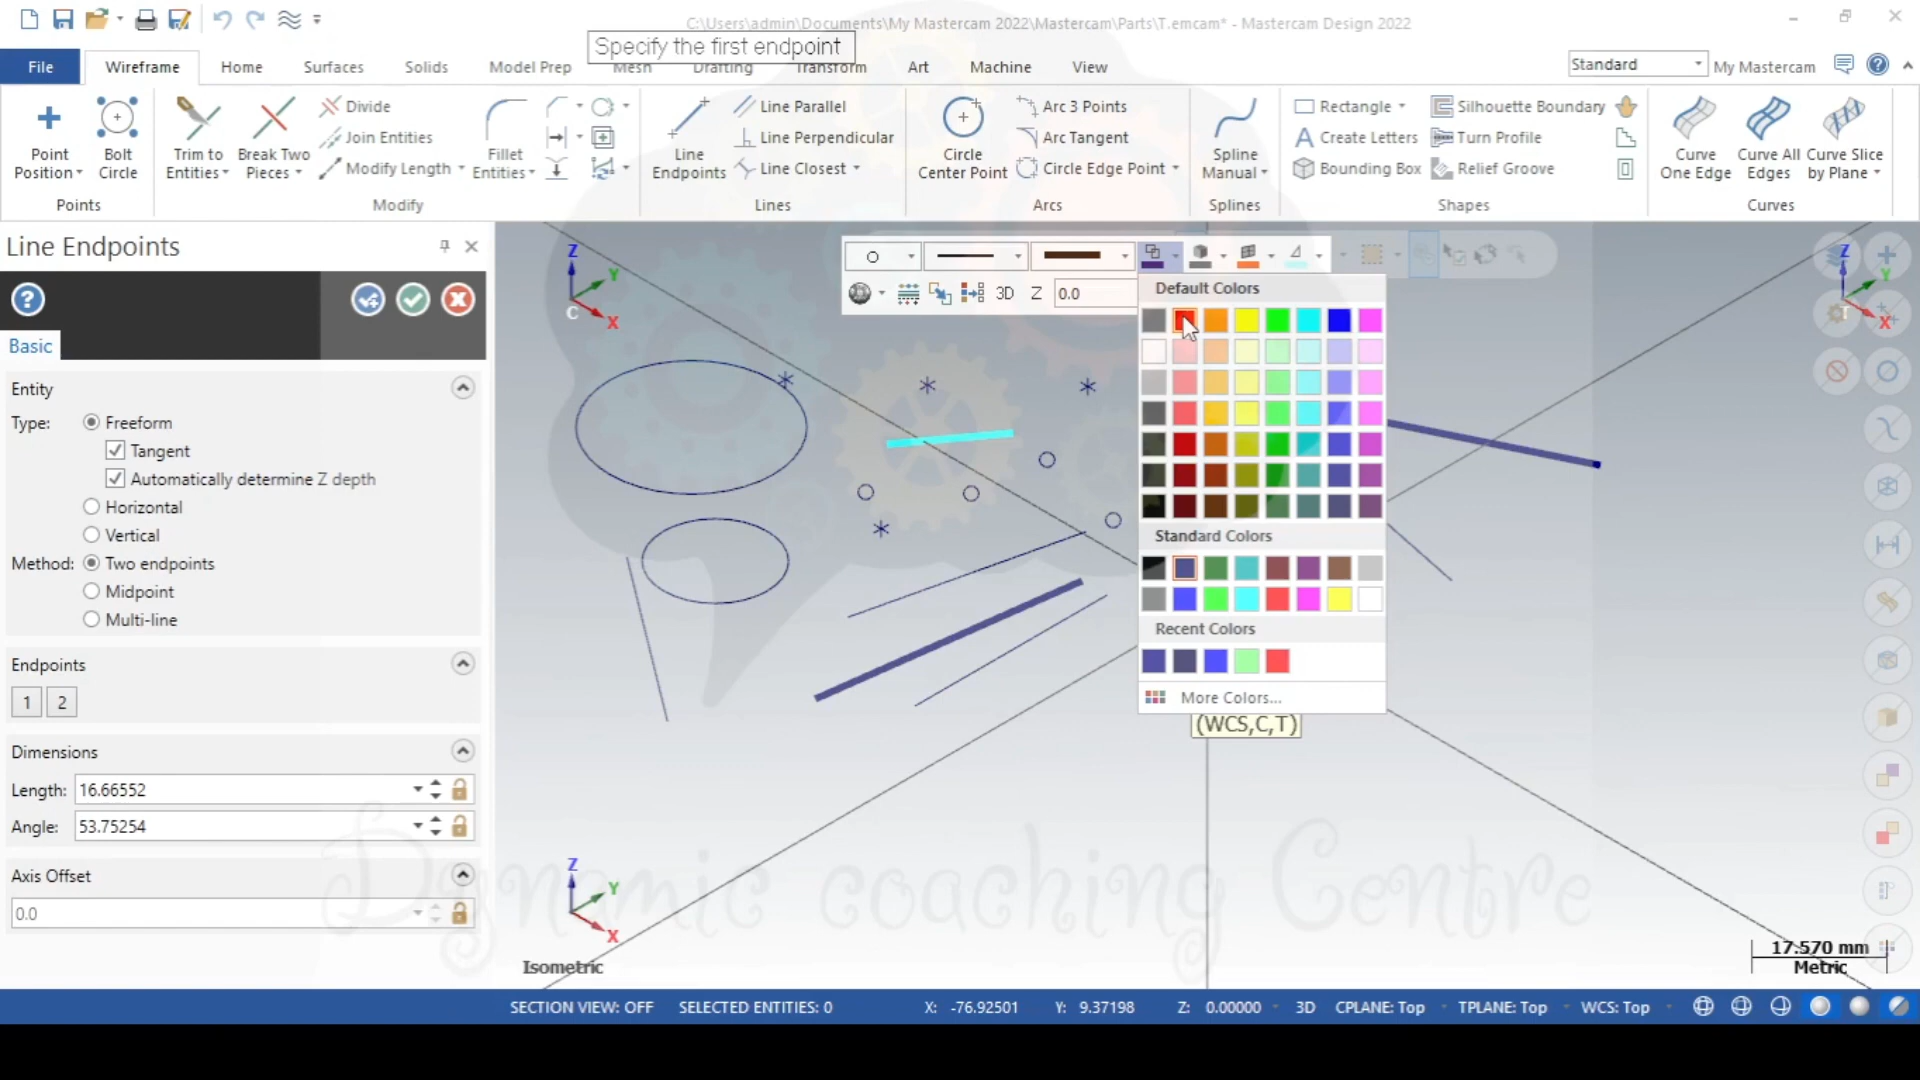 C:\Users\admin\Documents\My Mastercam 2022\Mastercam\Parts\T.emcam* - Mastercam Design 2022
Specify the first endpoint
File Wireframe Home Surfaces Solids Model Prep Mesh Drafting Transform Art Machine View Standard My Mastercam
Point Position
Bolt Circle
Points
Trim to Entities
Break Two Pieces
Divide
Join Entities
Modify Length
Fillet Entities
Modify
Line Endpoints
Line Parallel
Line Perpendicular
Line Closest
Lines
Circle Center Point
Arc 3 Points
Arc Tangent
Circle Edge Point
Arcs
Spline Manual
Splines
Rectangle
Create Letters
Bounding Box
Silhouette Boundary
Turn Profile
Relief Groove
Shapes
Curve One Edge
Curve All Edges
Curve Slice by Plane
Curves
Line Endpoints
Basic
Entity
Type: Freeform
Tangent
Automatically determine Z depth
Horizontal
Vertical
Method: Two endpoints
Midpoint
Multi-line
Endpoints
1 2
Dimensions
Length: 16.66552
Angle: 53.75254
Axis Offset
0.0
Z
Y
X
C
3D Z 0.0
Default Colors
Standard Colors
Recent Colors
More Colors...
(WCS,C,T)
Z
Y
X
T
Dynamic coaching Centre
Z
Y
X
Isometric
17.570 mm
Metric
SECTION VIEW: OFF SELECTED ENTITIES: 0 X: -76.92501 Y: 9.37198 Z: 0.00000 3D CPLANE: Top TPLANE: Top WCS: Top